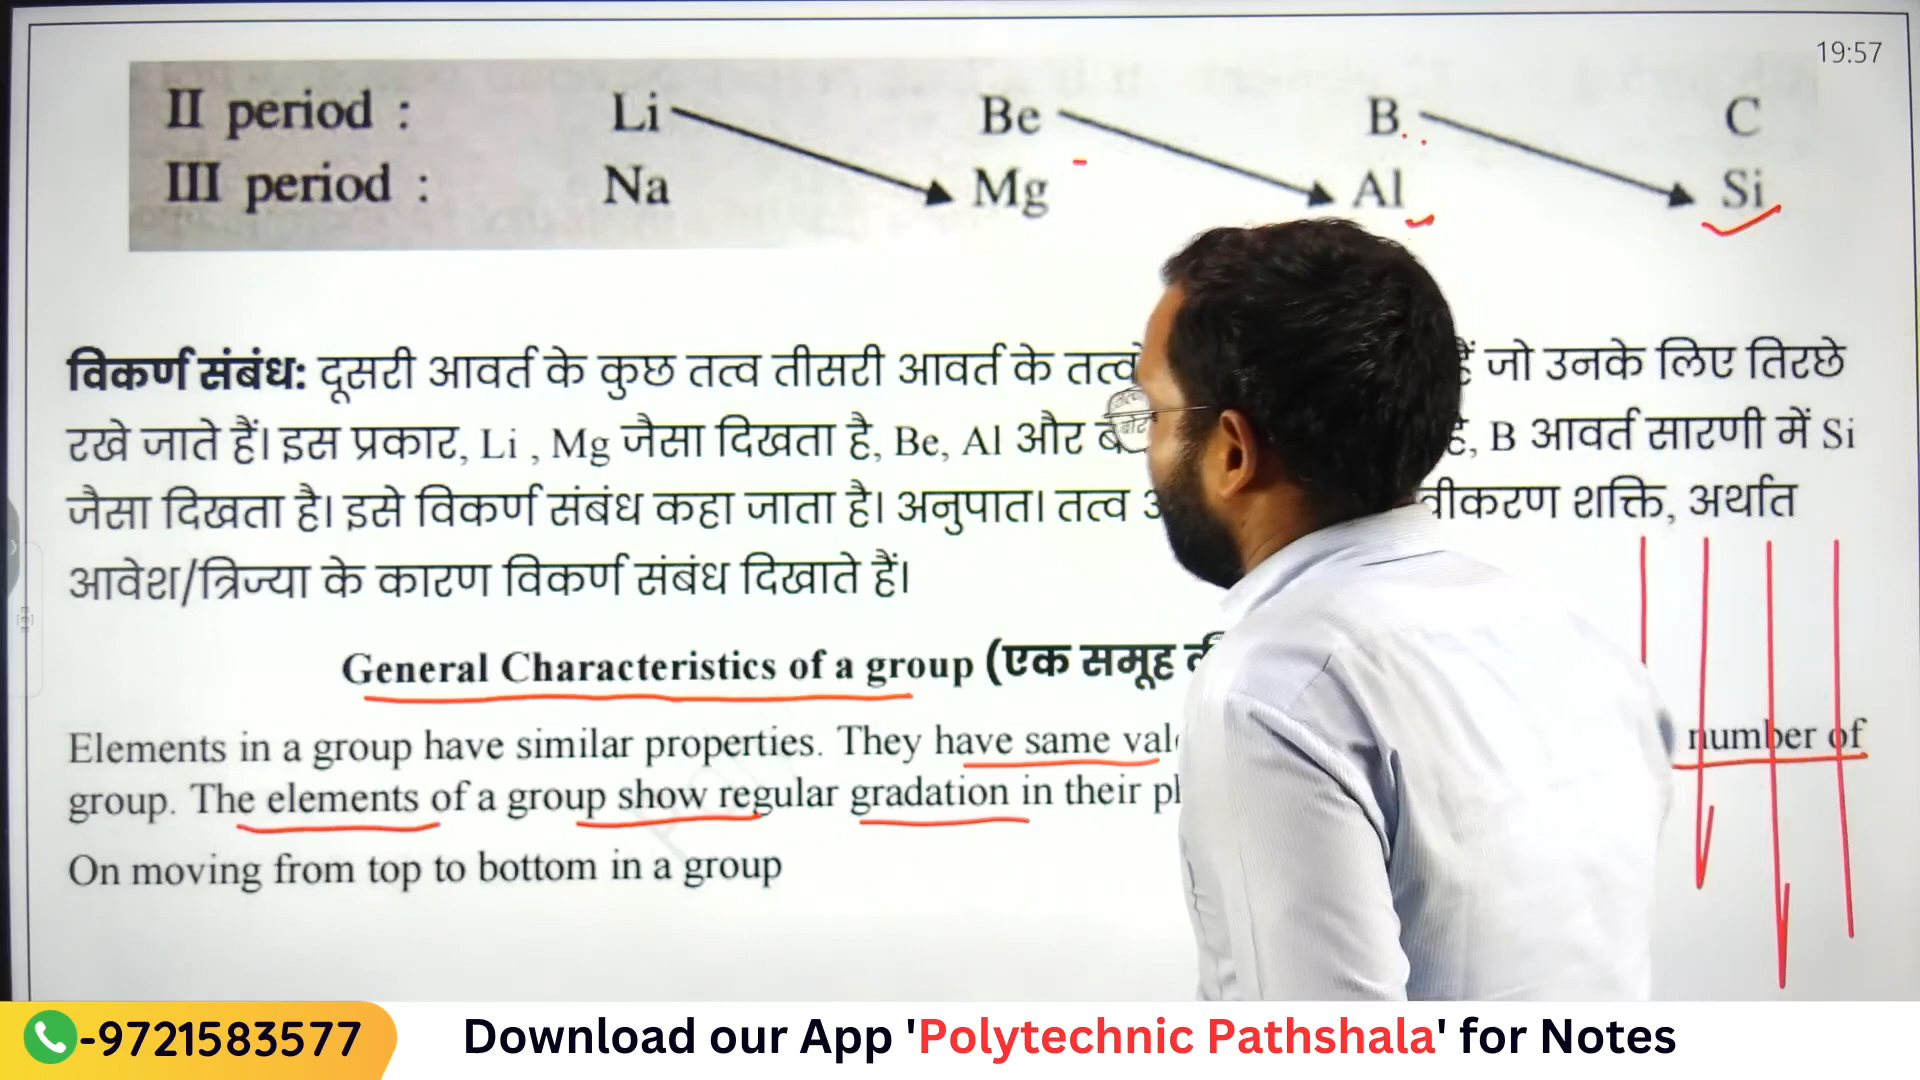 19:57
II period : Li Be B C
III period : Na Mg Al Si
विकर्ण संबंध: दूसरी आवर्त के कुछ तत्व तीसरी आवर्त के जो उनके लिए तिरछे
रखे जाते हैं। इस प्रकार, Li , Mg जैसा दिखता है, Be, Al और B आवर्त सारणी में Si
जैसा दिखता है। इसे विकर्ण संबंध कहा जाता है। अनुपात। तत्व शक्ति, अर्थात
आवेश/त्रिज्या के कारण विकर्ण संबंध दिखाते हैं।
General Characteristics of a group (एक समूह
Elements in a group have similar properties. They have same number of
group. The elements of a group show regular gradation in their
On moving from top to bottom in a group
-9721583577
Download our App 'Polytechnic Pathshala' for Notes